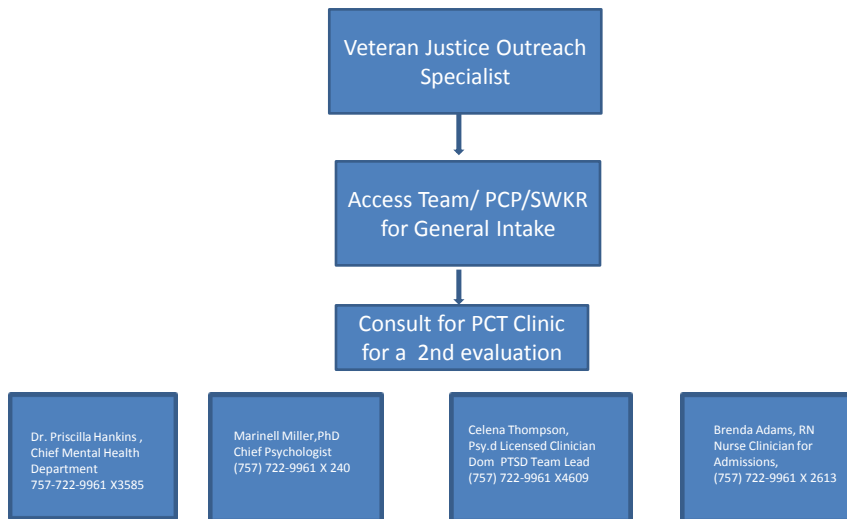 Veteran Justice Outreach
Specialist
Access Team/ PCP/SWKR
for General Intake
Consult for PCT Clinic
for a 2nd evaluation
Dr. Priscilla Hankins ,
Chief Mental Health
Department
757-722-9961 X3585
Marinell Miller,PhD
Chief Psychologist
(757) 722-9961 X 240
Celena Thompson,
Psy.d Licensed Clinician
Dom PTSD Team Lead
(757) 722-9961 X4609
Brenda Adams, RN
Nurse Clinician for
Admissions,
(757) 722-9961 X 2613